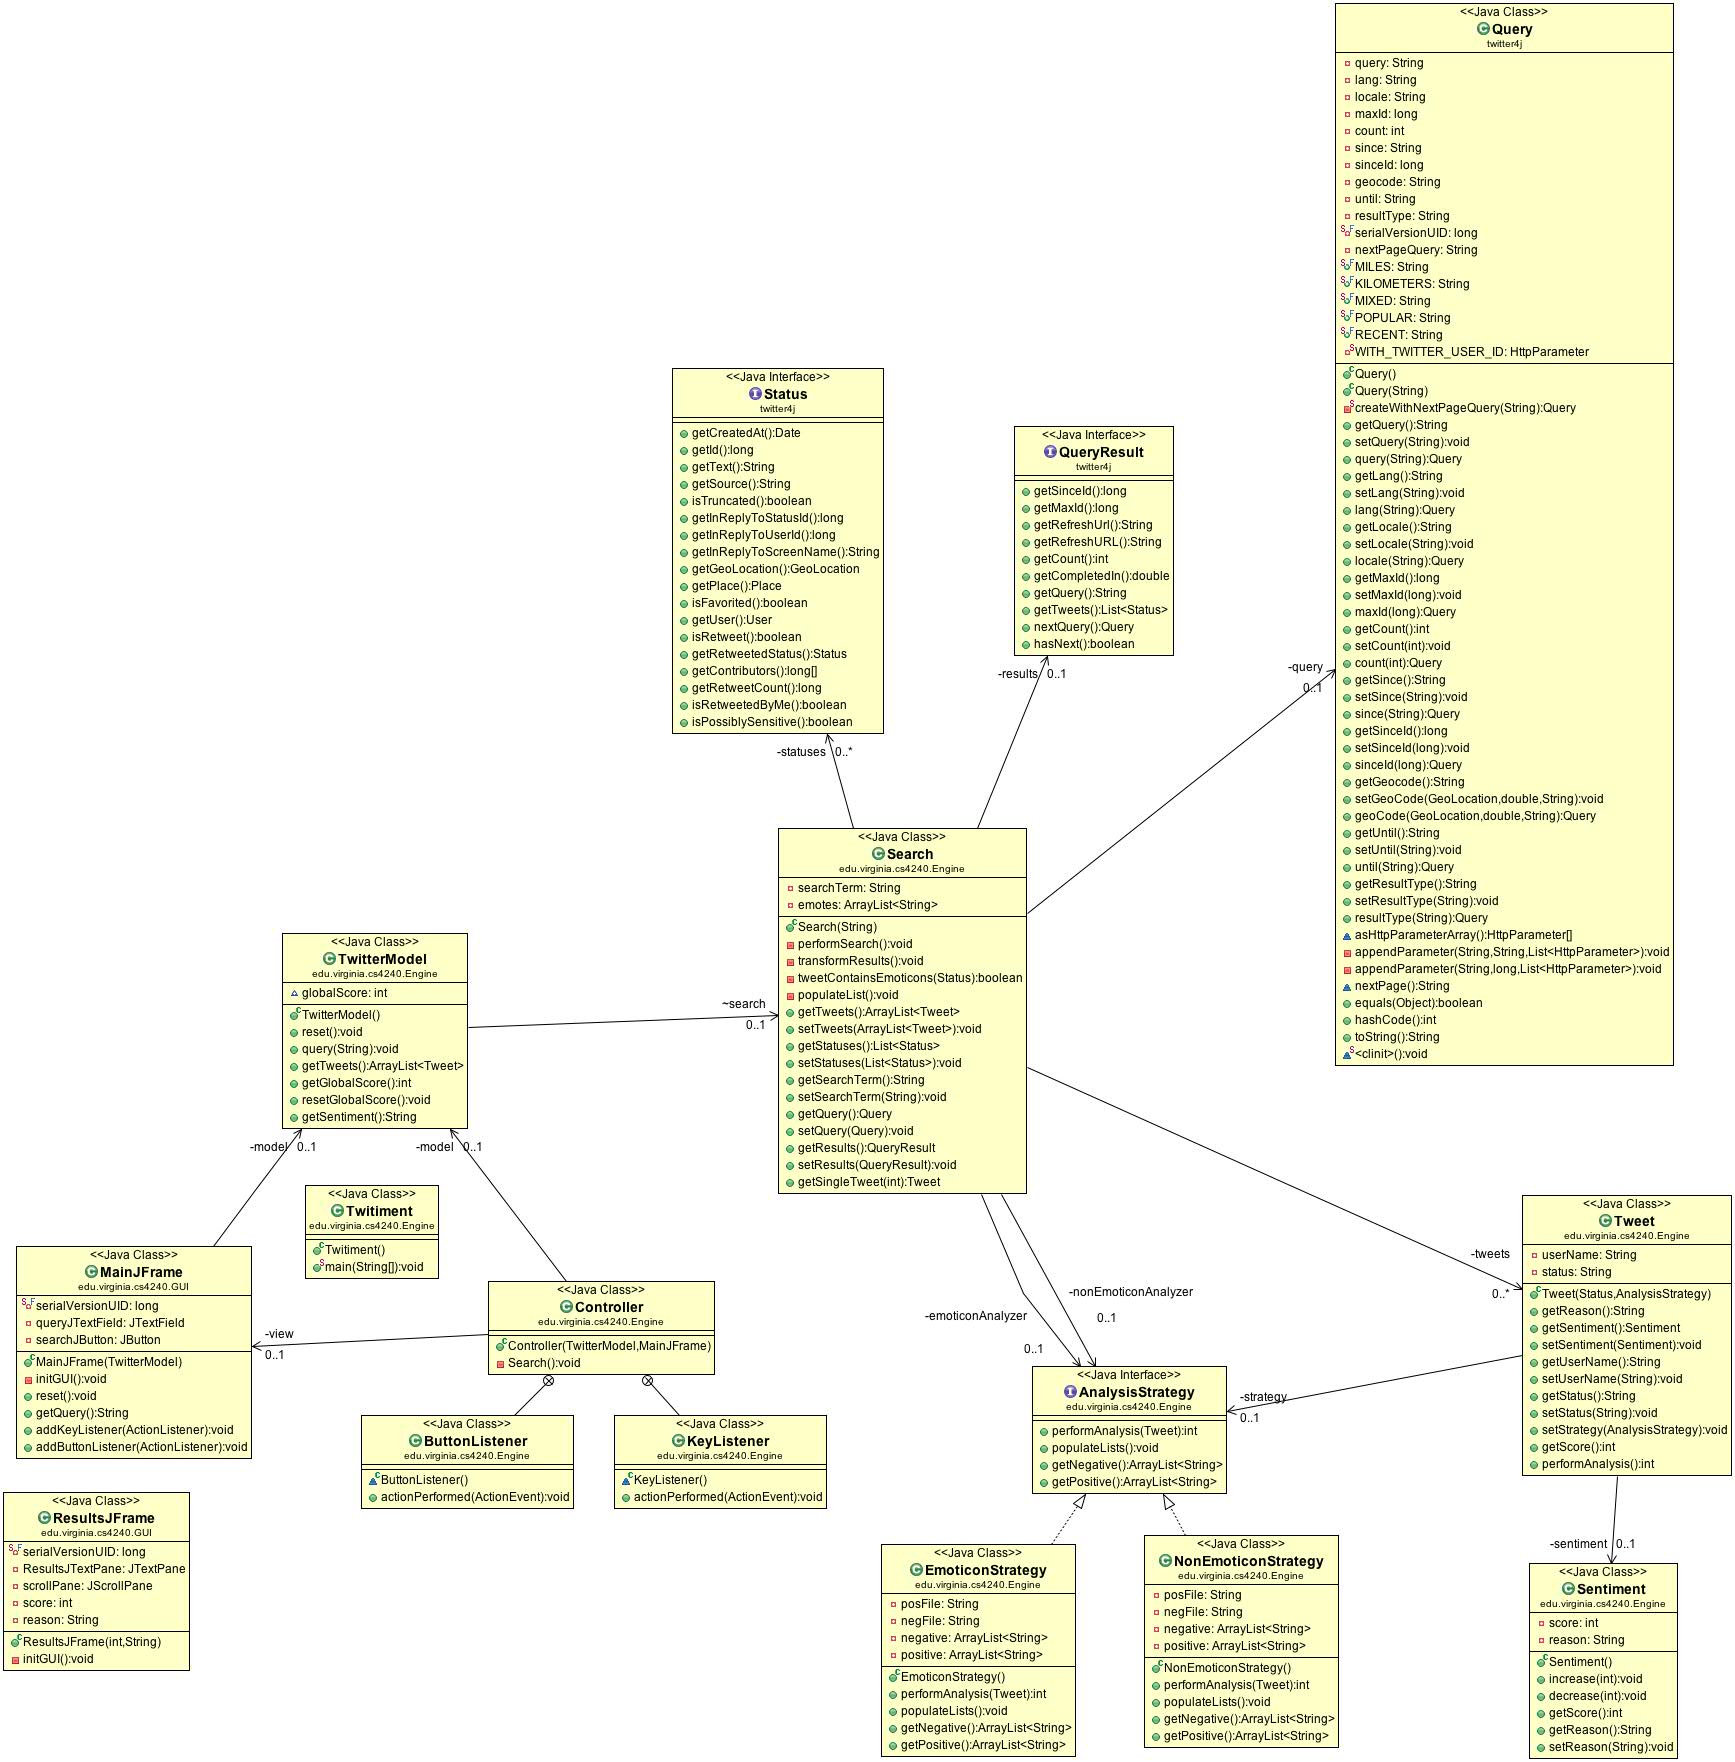 <<Java Class>>
Query
twitter4j
query: String
lang: String
locale: String
maxId: long
count: int
since: String
sinceId: long
geocode: String
until: String
resultType: String
serialVersionUID: long
nextPageQuery: String
MILES: String
KILOMETERS: String
MIXED: String
POPULAR: String
RECENT: String
WITH_TWITTER_USER_ID: HttpParameter
Query()
Query(String)
createWithNextPageQuery(String):Query
getQuery():String
setQuery(String):void
query(String):Query
getLang():String
setLang(String):void
lang(String):Query
getLocale():String
setLocale(String):void
locale(String):Query
getMaxId():long
setMaxId(long):void
maxId(long):Query
getCount():int
setCount(int):void
count(int):Query
getSince():String
setSince(String):void
since(String):Query
getSinceId():long
setSinceId(long):void
sinceId(long):Query
getGeocode():String
setGeoCode(GeoLocation,double,String):void
geoCode(GeoLocation,double,String):Query
getUntil():String
setUntil(String):void
until(String):Query
getResultType():String
setResultType(String):void
resultType(String):Query
asHttpParameterArray():HttpParameter[]
appendParameter(String,String,List<HttpParameter>):void
appendParameter(String,long,List<HttpParameter>):void
nextPage():String
equals(Object):boolean
hashCode():int
toString():String
<clinit>():void
<<Java Interface>>
Status
twitter4j
getCreatedAt():Date
getId():long
getText():String
getSource():String
isTruncated():boolean
getInReplyToStatusId():long
getInReplyToUserId():long
getInReplyToScreenName():String
getGeoLocation():GeoLocation
getPlace():Place
isFavorited():boolean
getUser():User
isRetweet():boolean
getRetweetedStatus():Status
getContributors():long[]
getRetweetCount():long
isRetweetedByMe():boolean
isPossiblySensitive():boolean
<<Java Interface>>
QueryResult
twitter4j
getSinceId():long
getMaxId():long
getRefreshUrl():String
getRefreshURL():String
getCount():int
getCompletedIn():double
getQuery():String
getTweets():List<Status>
nextQuery():Query
hasNext():boolean
-results 0..1
-query
0..1
-statuses 0..*
<<Java Class>>
Search
edu.virginia.cs4240.Engine
searchTerm: String
emotes: ArrayList<String>
Search(String)
performSearch():void
transformResults():void
tweetContainsEmoticons(Status):boolean
populateList():void
getTweets():ArrayList<Tweet>
setTweets(ArrayList<Tweet>):void
getStatuses():List<Status>
setStatuses(List<Status>):void
getSearchTerm():String
setSearchTerm(String):void
getQuery():Query
setQuery(Query):void
getResults():QueryResult
setResults(QueryResult):void
getSingleTweet(int):Tweet
<<Java Class>>
TwitterModel
edu.virginia.cs4240.Engine
globalScore: int
TwitterModel()
reset():void
query(String):void
getTweets():ArrayList<Tweet>
getGlobalScore():int
resetGlobalScore():void
getSentiment():String
~search
0..1
-model 0..1
-model 0..1
<<Java Class>>
Twitiment
edu.virginia.cs4240.Engine
Twitiment()
main(String[]):void
<<Java Class>>
MainJFrame
edu.virginia.cs4240.GUI
serialVersionUID: long
queryJTextField: JTextField
searchJButton: JButton
MainJFrame(TwitterModel)
initGUI():void
reset():void
getQuery():String
addKeyListener(ActionListener):void
addButtonListener(ActionListener):void
-view
0..1
<<Java Class>>
Controller
edu.virginia.cs4240.Engine
Controller(TwitterModel,MainJFrame)
Search():void
<<Java Class>>
ButtonListener
edu.virginia.cs4240.Engine
ButtonListener()
actionPerformed(ActionEvent):void
<<Java Class>>
KeyListener
edu.virginia.cs4240.Engine
KeyListener()
actionPerformed(ActionEvent):void
<<Java Class>>
ResultsJFrame
edu.virginia.cs4240.GUI
serialVersionUID: long
ResultsJTextPane: JTextPane
scrollPane: JScrollPane
score: int
reason: String
ResultsJFrame(int,String)
initGUI():void
-emoticonAnalyzer
0..1
-nonEmoticonAnalyzer
0..1
-tweets
0..*
<<Java Class>>
Tweet
edu.virginia.cs4240.Engine
userName: String
status: String
Tweet(Status,AnalysisStrategy)
getReason():String
getSentiment():Sentiment
setSentiment(Sentiment):void
getUserName():String
setUserName(String):void
getStatus():String
setStatus(String):void
setStrategy(AnalysisStrategy):void
getScore():int
performAnalysis():int
-strategy
0..1
<<Java Interface>>
AnalysisStrategy
edu.virginia.cs4240.Engine
performAnalysis(Tweet):int
populateLists():void
getNegative():ArrayList<String>
getPositive():ArrayList<String>
<<Java Class>>
EmoticonStrategy
edu.virginia.cs4240.Engine
posFile: String
negFile: String
negative: ArrayList<String>
positive: ArrayList<String>
EmoticonStrategy()
performAnalysis(Tweet):int
populateLists():void
getNegative():ArrayList<String>
getPositive():ArrayList<String>
<<Java Class>>
NonEmoticonStrategy
edu.virginia.cs4240.Engine
posFile: String
negFile: String
negative: ArrayList<String>
positive: ArrayList<String>
NonEmoticonStrategy()
performAnalysis(Tweet):int
populateLists():void
getNegative():ArrayList<String>
getPositive():ArrayList<String>
-sentiment 0..1
<<Java Class>>
Sentiment
edu.virginia.cs4240.Engine
score: int
reason: String
Sentiment()
increase(int):void
decrease(int):void
getScore():int
getReason():String
setReason(String):void